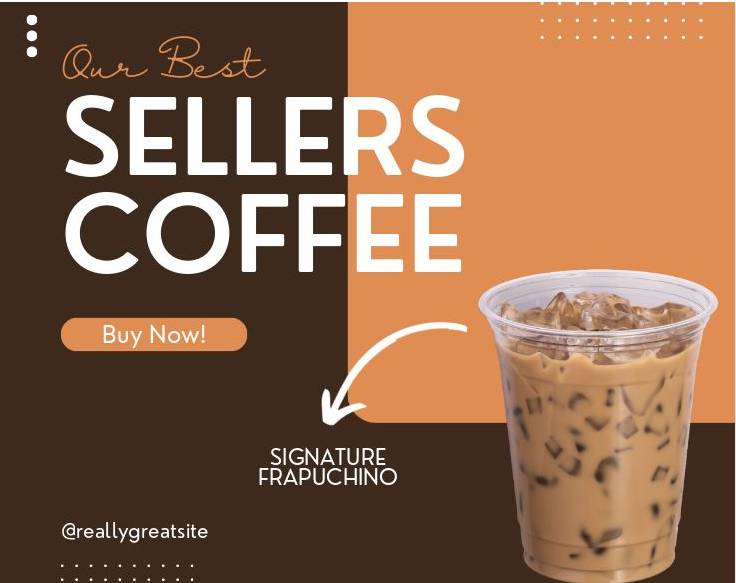 Our Best
SELLERS
COFFEE
Buy Now!
SIGNATURE
FRAPUCHINO
@reallygreatsite